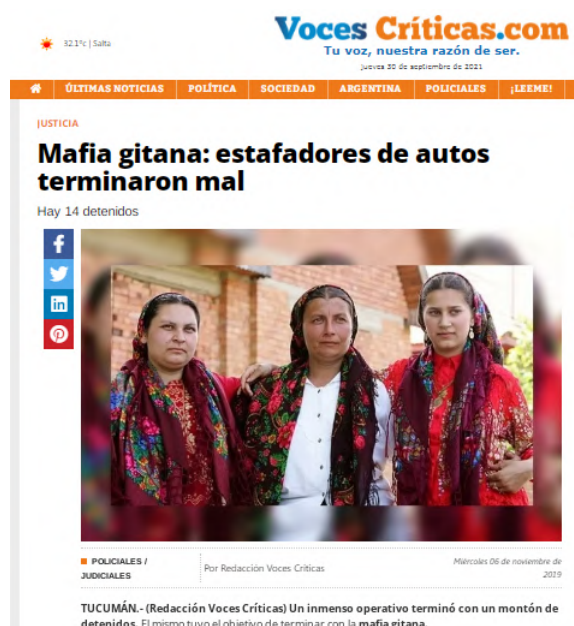 Voces Críticas.com
32.1°c | Salta
Tu voz, nuestra razón de ser.
jueves 30 de septiembre de 2021
ÚLTIMAS NOTICIAS POLÍTICA SOCIEDAD ARGENTINA POLICIALES ¡LEEME!
JUSTICIA
Mafia gitana: estafadores de autos
terminaron mal
Hay 14 detenidos
POLICIALES /
JUDICIALES
Por Redacción Voces Críticas
Miércoles 06 de noviembre de
2019
TUCUMÁN.- (Redacción Voces Críticas) Un inmenso operativo terminó con un montón de
detenidos. El mismo tuvo el objetivo de terminar con la mafia gitana.